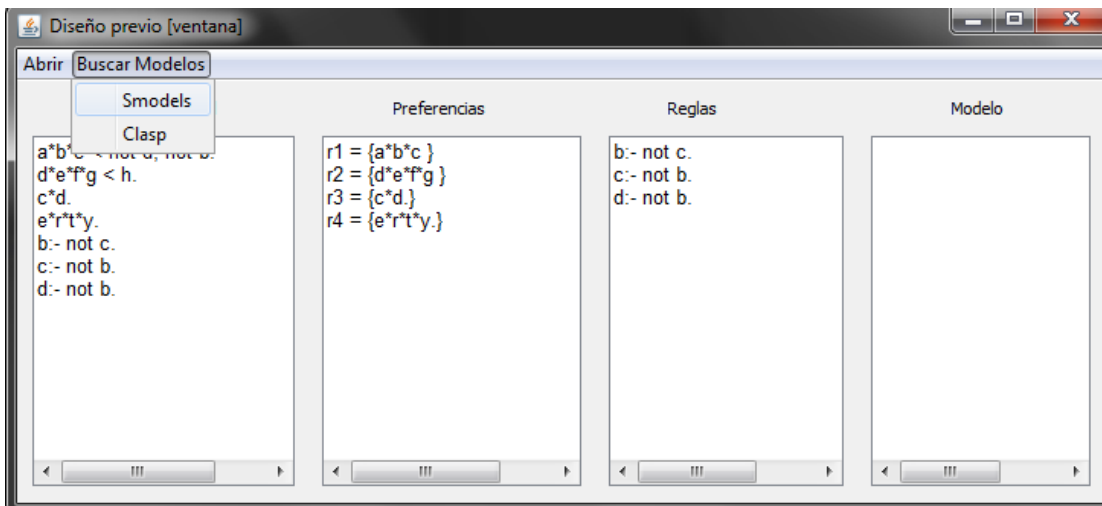 Diseño previo [ventana]
Abrir Buscar Modelos
Smodels
Clasp
Preferencias
Reglas
Modelo
d*e*f*g < h.
c*d.
e*r*t*y.
b:- not c.
c:- not b.
d:- not b.
r1 = {a*b*c }
r2 = {d*e*f*g }
r3 = {c*d.}
r4 = {e*r*t*y.}
b:- not c.
c:- not b.
d:- not b.